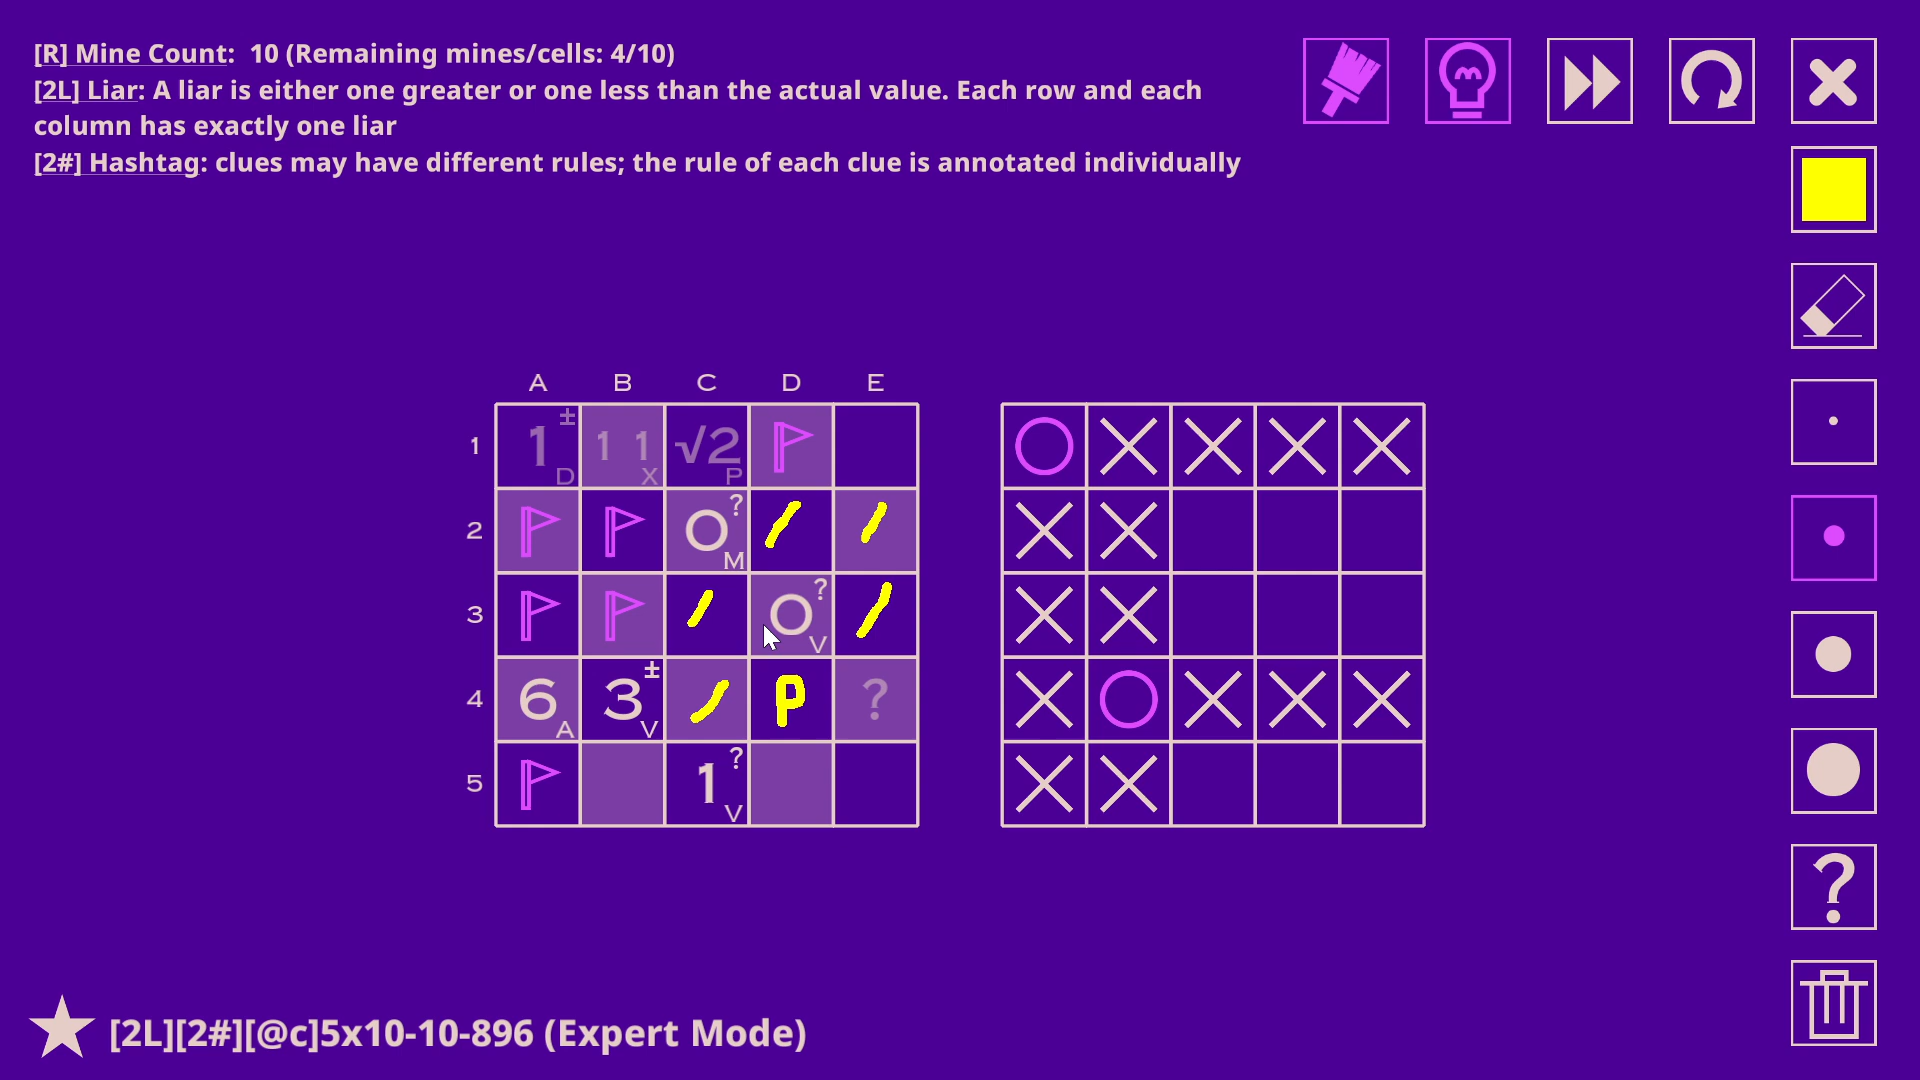 [R] Mine Count: 10 (Remaining mines/cells: 4/10)
[2L] Liar: A liar is either one greater or one less than the actual value. Each row and each
column has exactly one liar
[2#] Hashtag: clues may have different rules; the rule of each clue is annotated individually
A B C D E
1 1 ± D 1 1 X √2 P
2 O ? M
3 O ? V
4 6 A 3 ± V P ?
5 1 ? V
?
[2L][2#][@c]5x10-10-896 (Expert Mode)